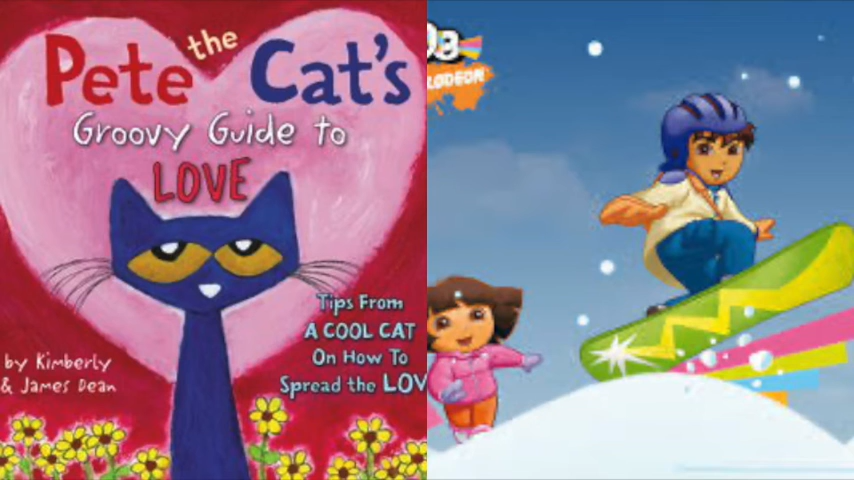 the
Pete Cat's
Groovy Guide to
LOVE
Tips From
A COOL CAT
On How To
Spread the LOV
by Kimberly
& James Dean
LODEON